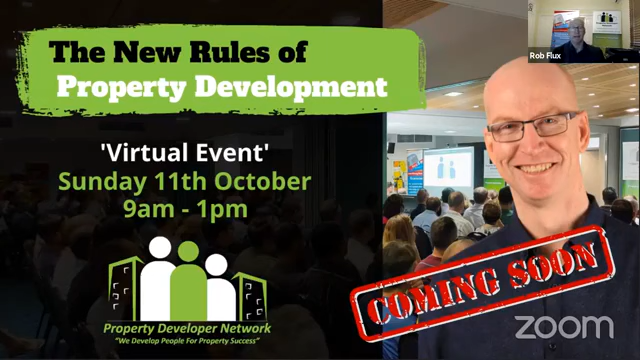 The New Rules of
Property Development
'Virtual Event'
Sunday 11th October
9am - 1pm
Property Developer Network
"We Develop People For Property Success"
COMING SOON
Rob Flux
zoom